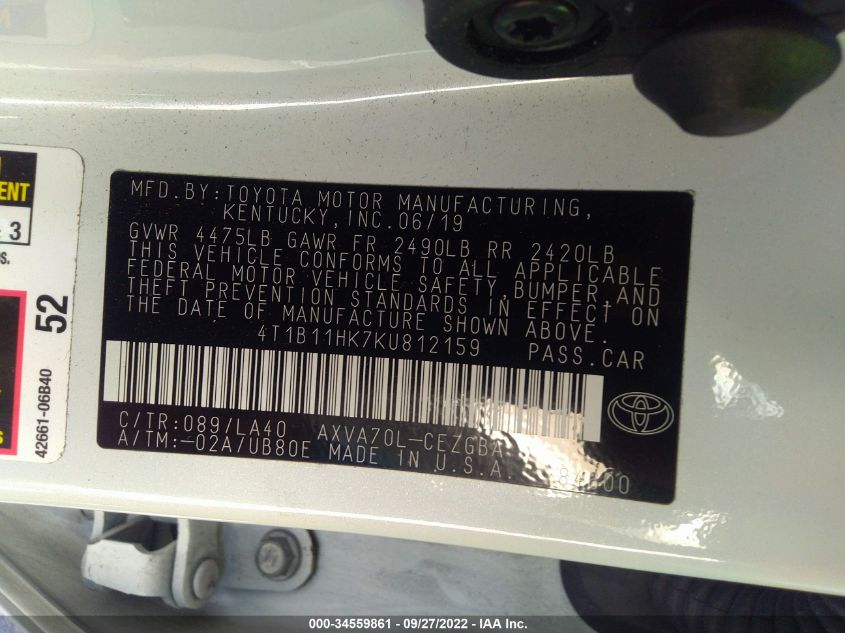 MENT
3
52
42661-06B40
MFD.BY:TOYOTA MOTOR MANUFACTURING,
KENTUCKY,INC.06/19
GVWR 4475LB GAWR FR 2490LB RR 2420LB
THIS VEHICLE CONFORMS TO ALL APPLICABLE
FEDERAL MOTOR VEHICLE SAFETY,BUMPER,AND
THEFT PREVENTION STANDARDS IN EFFECT ON
THE DATE OF MANUFACTURE SHOWN ABOVE.
4T1B11HK7KU812159 PASS.CAR
C/TR:089/LA40 AXVA70L-CEZGBA
A/TM:-02A/UB80E MADE IN U.S.A.
000-34559861 / 09/27/2022 / IAA Inc.